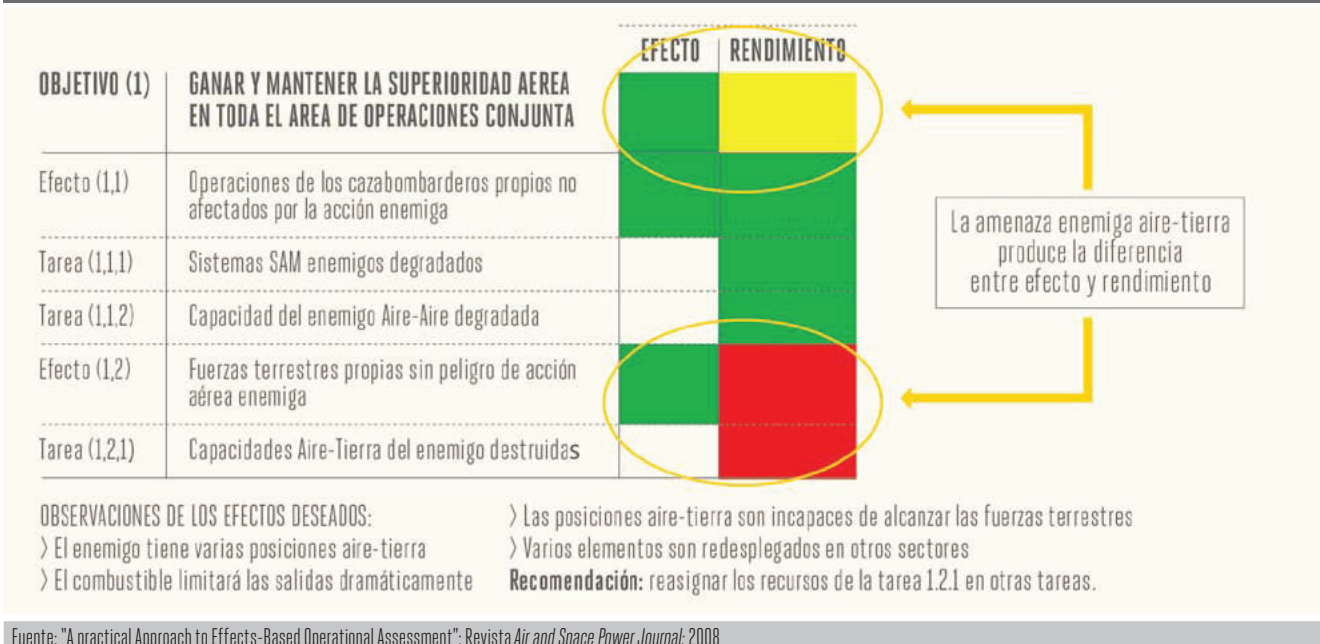 EFECTO RENDIMIENTO
OBJETIVO (1) GANAR Y MANTENER LA SUPERIORIDAD AEREA
EN TODA EL AREA DE OPERACIONES CONJUNTA
Efecto (1,1) Operaciones de los cazabombarderos propios no
afectados por la acción enemiga
Tarea (1,1,1) Sistemas SAM enemigos degradados
Tarea (1,1,2) Capacidad del enemigo Aire-Aire degradada
Efecto (1,2) Fuerzas terrestres propias sin peligro de acción
aérea enemiga
Tarea (1,2,1) Capacidades Aire-Tierra del enemigo destruidas
La amenaza enemiga aire-tierra
produce la diferencia
entre efecto y rendimiento
OBSERVACIONES DE LOS EFECTOS DESEADOS:
> El enemigo tiene varias posiciones aire-tierra
> El combustible limitará las salidas dramáticamente
> Las posiciones aire-tierra son incapaces de alcanzar las fuerzas terrestres
> Varios elementos son redesplegados en otros sectores
Recomendación: reasignar los recursos de la tarea 1.2.1 en otras tareas.
Fuente: "A practical Approach to Effects-Based Operational Assessment"; Revista Air and Space Power Journal; 2008